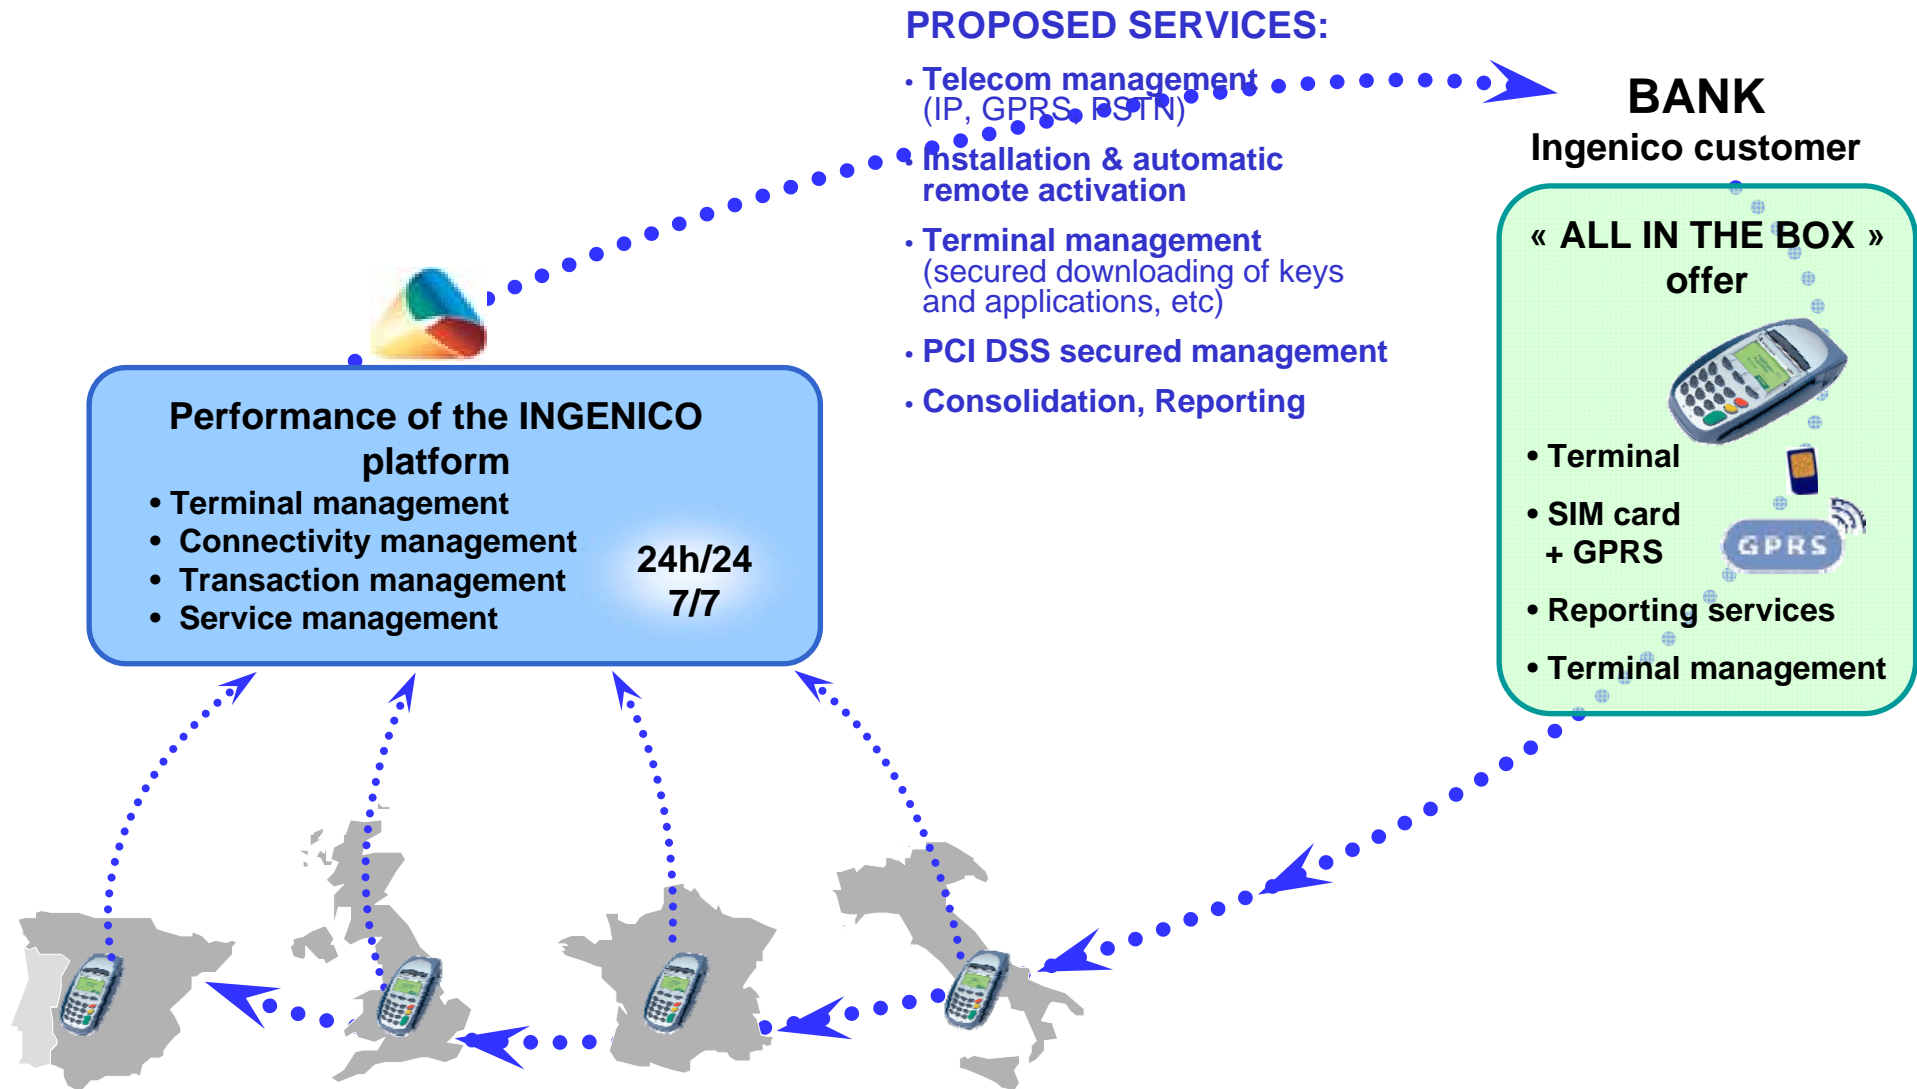 PROPOSED SERVICES:
• Telecom management
(IP, GPRS, PSTN)
• Installation & automatic
remote activation
• Terminal management
(secured downloading of keys
and applications, etc)
• PCI DSS secured management
• Consolidation, Reporting
BANK
Ingenico customer
« ALL IN THE BOX »
offer
• Terminal
• SIM card
+ GPRS
GPRS
• Reporting services
• Terminal management
Performance of the INGENICO
platform
• Terminal management
• Connectivity management
• Transaction management
• Service management
24h/24
7/7